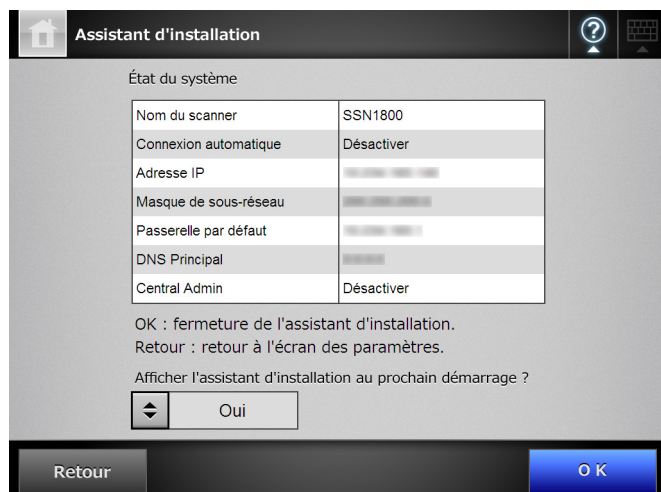 Assistant d'installation
État du système
Nom du scanner SSN1800
Connexion automatique Désactiver
Adresse IP
Masque de sous-réseau
Passerelle par défaut
DNS Principal
Central Admin Désactiver
OK : fermeture de l'assistant d'installation.
Retour : retour à l'écran des paramètres.
Afficher l'assistant d'installation au prochain démarrage ?
Oui
Retour OK